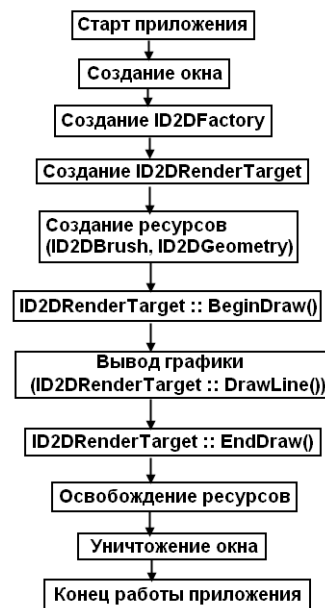 Старт приложения
Создание окна
Создание ID2DFactory
Создание ID2DRenderTarget
Создание ресурсов
(ID2DBrush, ID2DGeometry)
ID2DRenderTarget :: BeginDraw()
Вывод графики
(ID2DRenderTarget :: DrawLine())
ID2DRenderTarget :: EndDraw()
Освобождение ресурсов
Уничтожение окна
Конец работы приложения